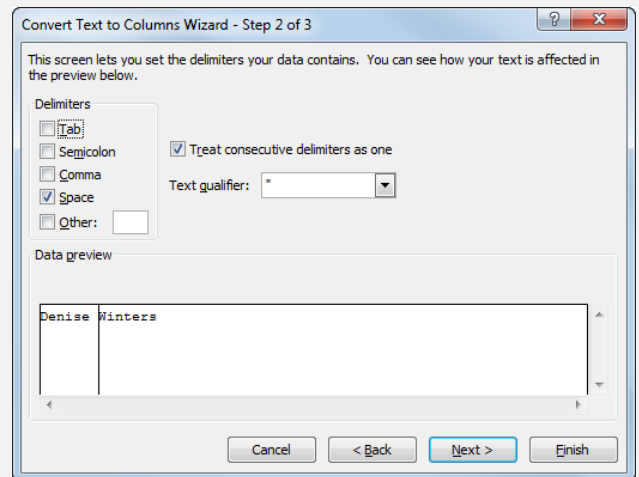 Convert Text to Columns Wizard - Step 2 of 3
?
X
This screen lets you set the delimiters your data contains.  You can see how your text is affected in
the preview below.
Delimiters
Tab
Semicolon
Comma
Space
Other:
Treat consecutive delimiters as one
Text qualifier: "
Data preview
Denise Winters
Cancel
< Back
Next >
Finish